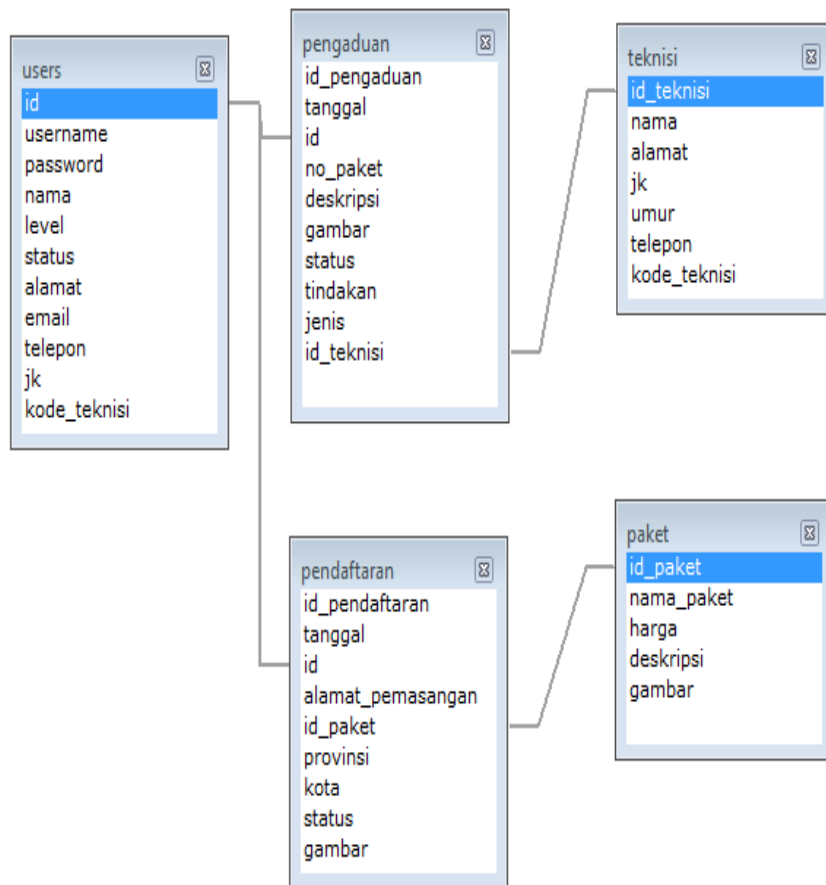 users
id
username
password
nama
level
status
alamat
email
telepon
jk
kode_teknisi
pengaduan
id_pengaduan
tanggal
id
no_paket
deskripsi
gambar
status
tindakan
jenis
id_teknisi
teknisi
id_teknisi
nama
alamat
jk
umur
telepon
kode_teknisi
pendaftaran
id_pendaftaran
tanggal
id
alamat_pemasangan
id_paket
provinsi
kota
status
gambar
paket
id_paket
nama_paket
harga
deskripsi
gambar